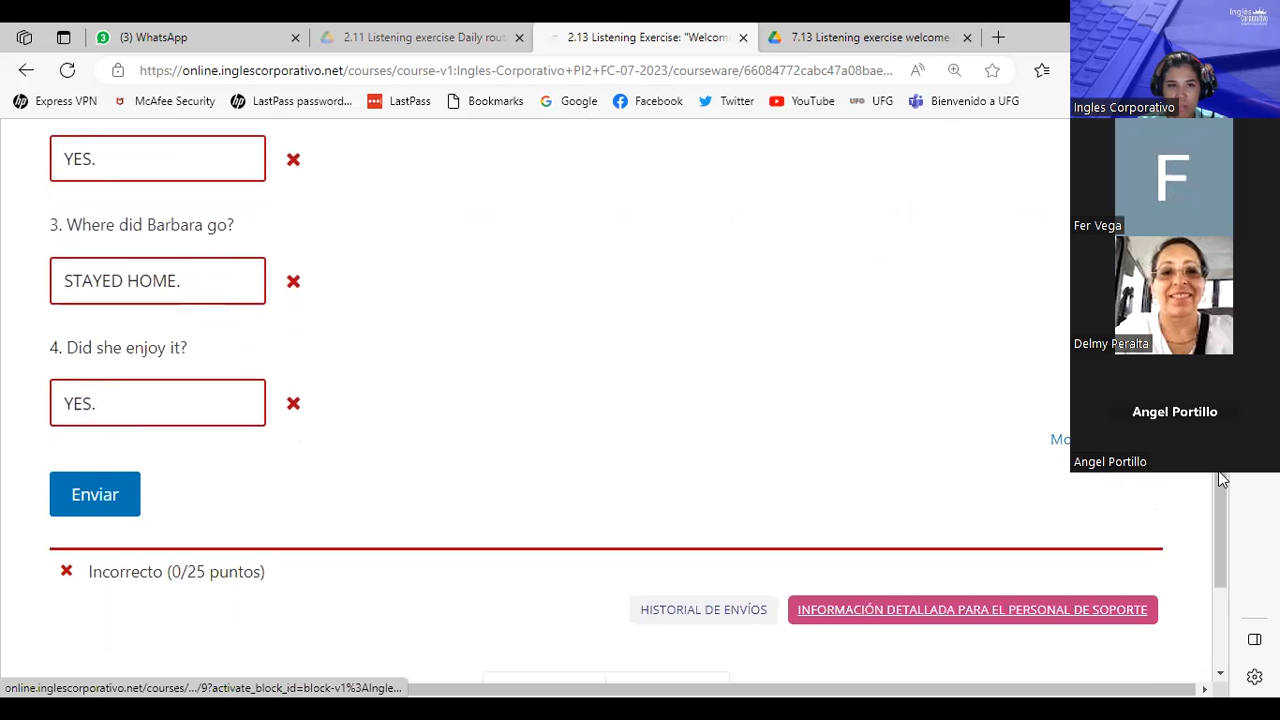 (3) WhatsApp
2.11 Listening exercise Daily rout
2.13 Listening Exercise: "Welcom
7.13 Listening exercise welcome
https://online.inglescorporativo.net/courses/course-v1:Ingles-Corporativo+PI2+FC-07-2023/courseware/66084772cabc47a08bae...
Express VPN
McAfee Security
LastPass password...
LastPass
Bookmarks
Google
Facebook
Twitter
YouTube
UFG
Bienvenido a UFG
YES.
3. Where did Barbara go?
STAYED HOME.
4. Did she enjoy it?
YES.
Mo
Enviar
Incorrecto (0/25 puntos)
HISTORIAL DE ENVÍOS
INFORMACIÓN DETALLADA PARA EL PERSONAL DE SOPORTE
online.inglescorporativo.net/courses/.../9?activate_block_id=block-v1%3AIngle...
Ingles
Corporativo
Ingles Corporativo
F
Fer Vega
Delmy Peralta
Angel Portillo
Angel Portillo